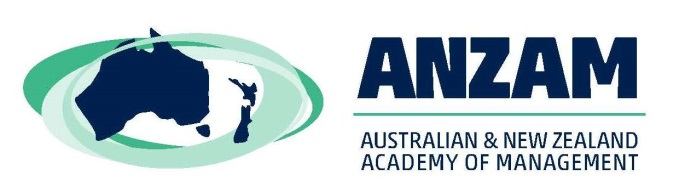 ANZAM
AUSTRALIAN & NEW ZEALAND
ACADEMY OF MANAGEMENT